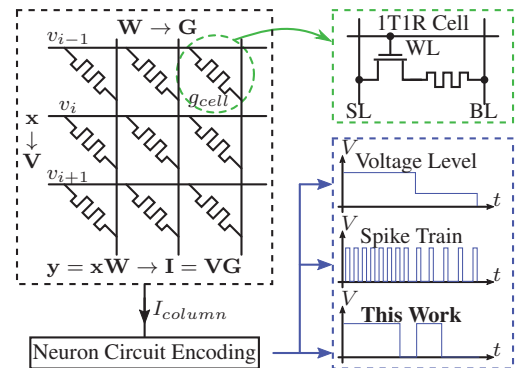 W → G
v_{i−1}
v_i
v_{i+1}
g_{cell}
x
↓
V
y = xW → I = VG
I_{column}
Neuron Circuit Encoding
1T1R Cell
WL
SL
BL
V
Voltage Level
t
V
Spike Train
t
V
This Work
t